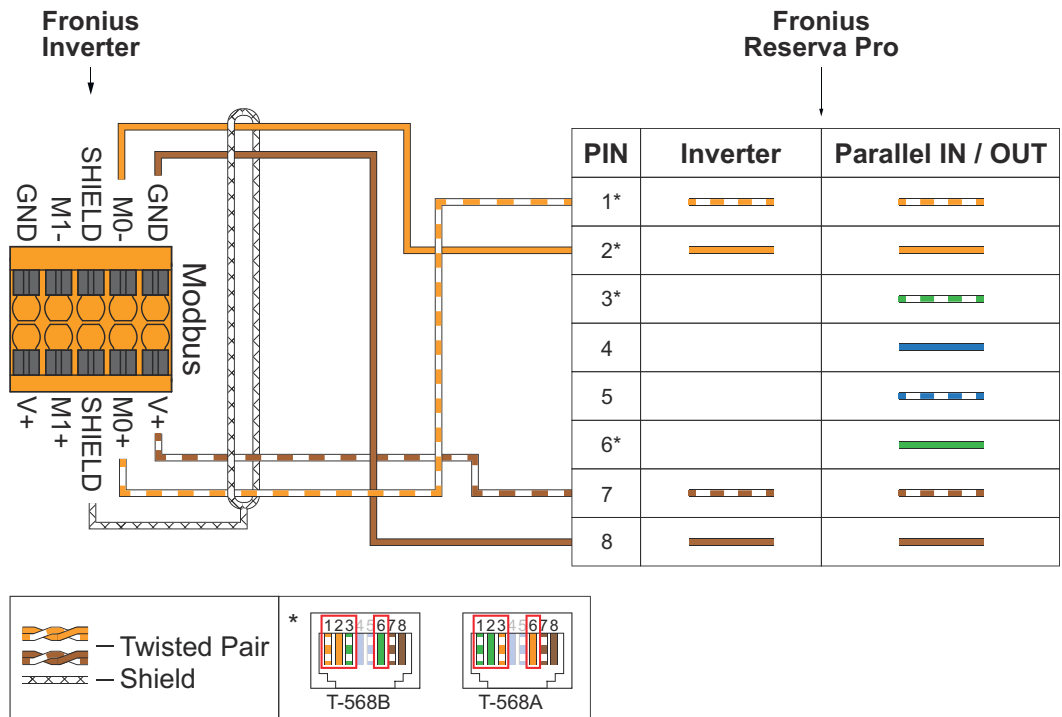 Fronius
Inverter
Fronius
Reserva Pro
GND
M1-
SHIELD
M0-
GND
Modbus
V+
M1+
SHIELD
M0+
V+
PIN Inverter Parallel IN / OUT
1*
2*
3*
4
5
6*
7
8
Twisted Pair
Shield
*
12345678
T-568B
12345678
T-568A